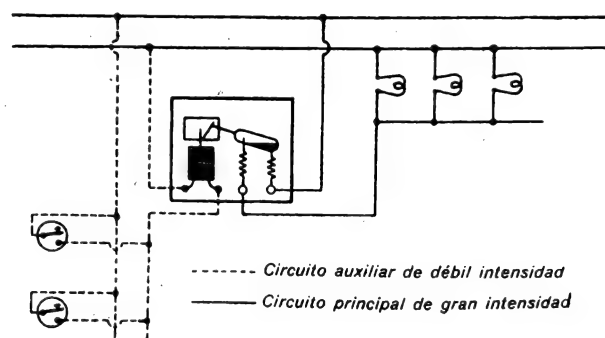 Circuito auxiliar de débil intensidad
Circuito principal de gran intensidad